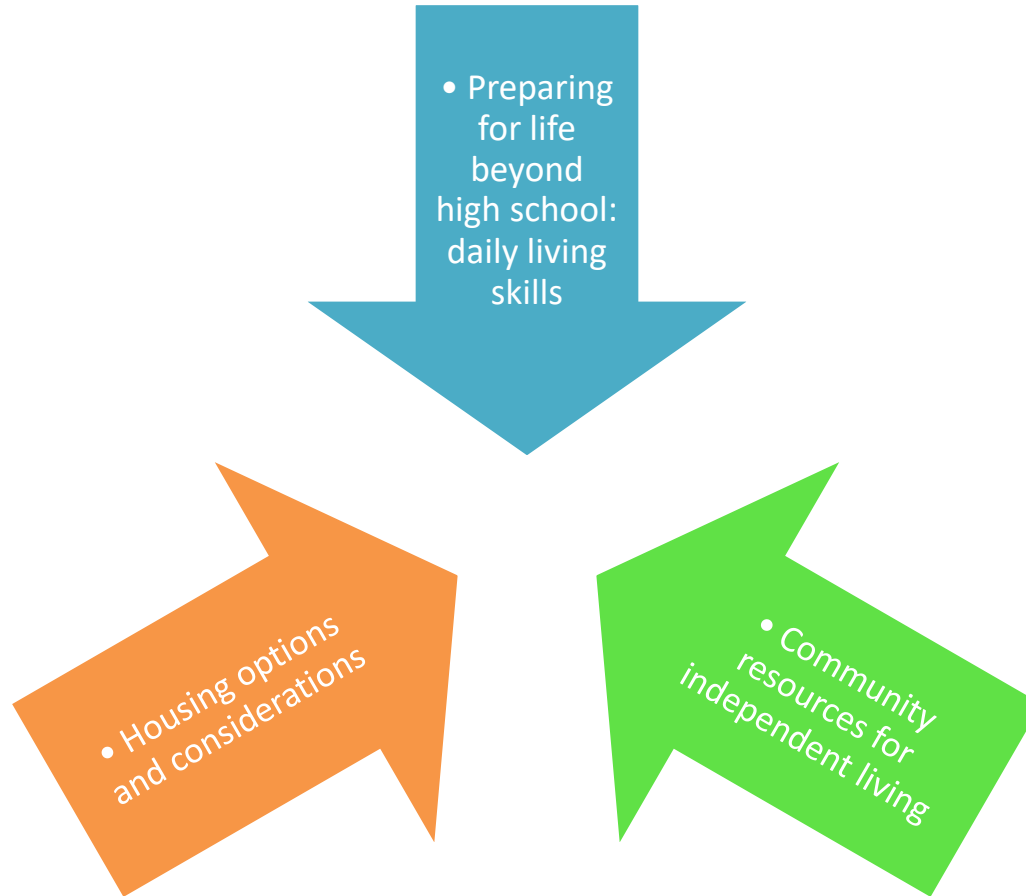 • Preparing
for life
beyond
high school:
daily living
skills
• Housing options
and considerations
• Community
resources for
independent living